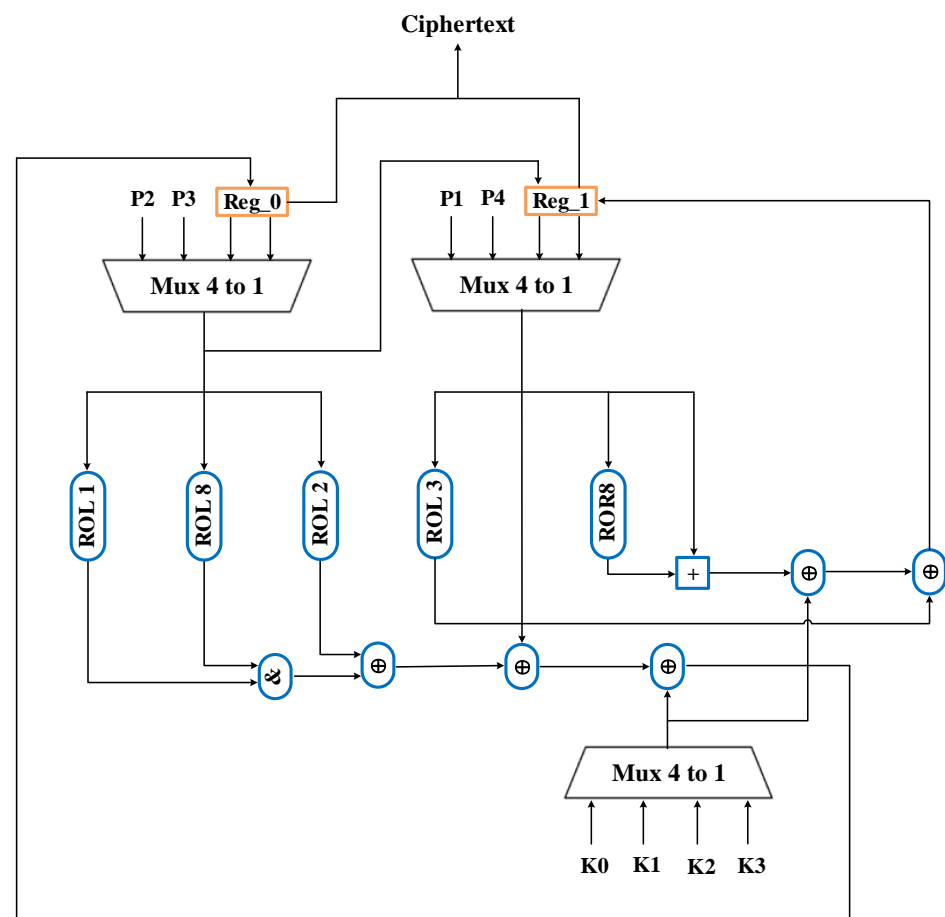 Ciphertext
P2 P3 Reg_0 P1 P4 Reg_1
Mux 4 to 1 Mux 4 to 1
ROL 1 ROL 8 ROL 2 ROL 3 ROR8
+ ⊕ ⊕
& ⊕ ⊕ ⊕
Mux 4 to 1
K0 K1 K2 K3